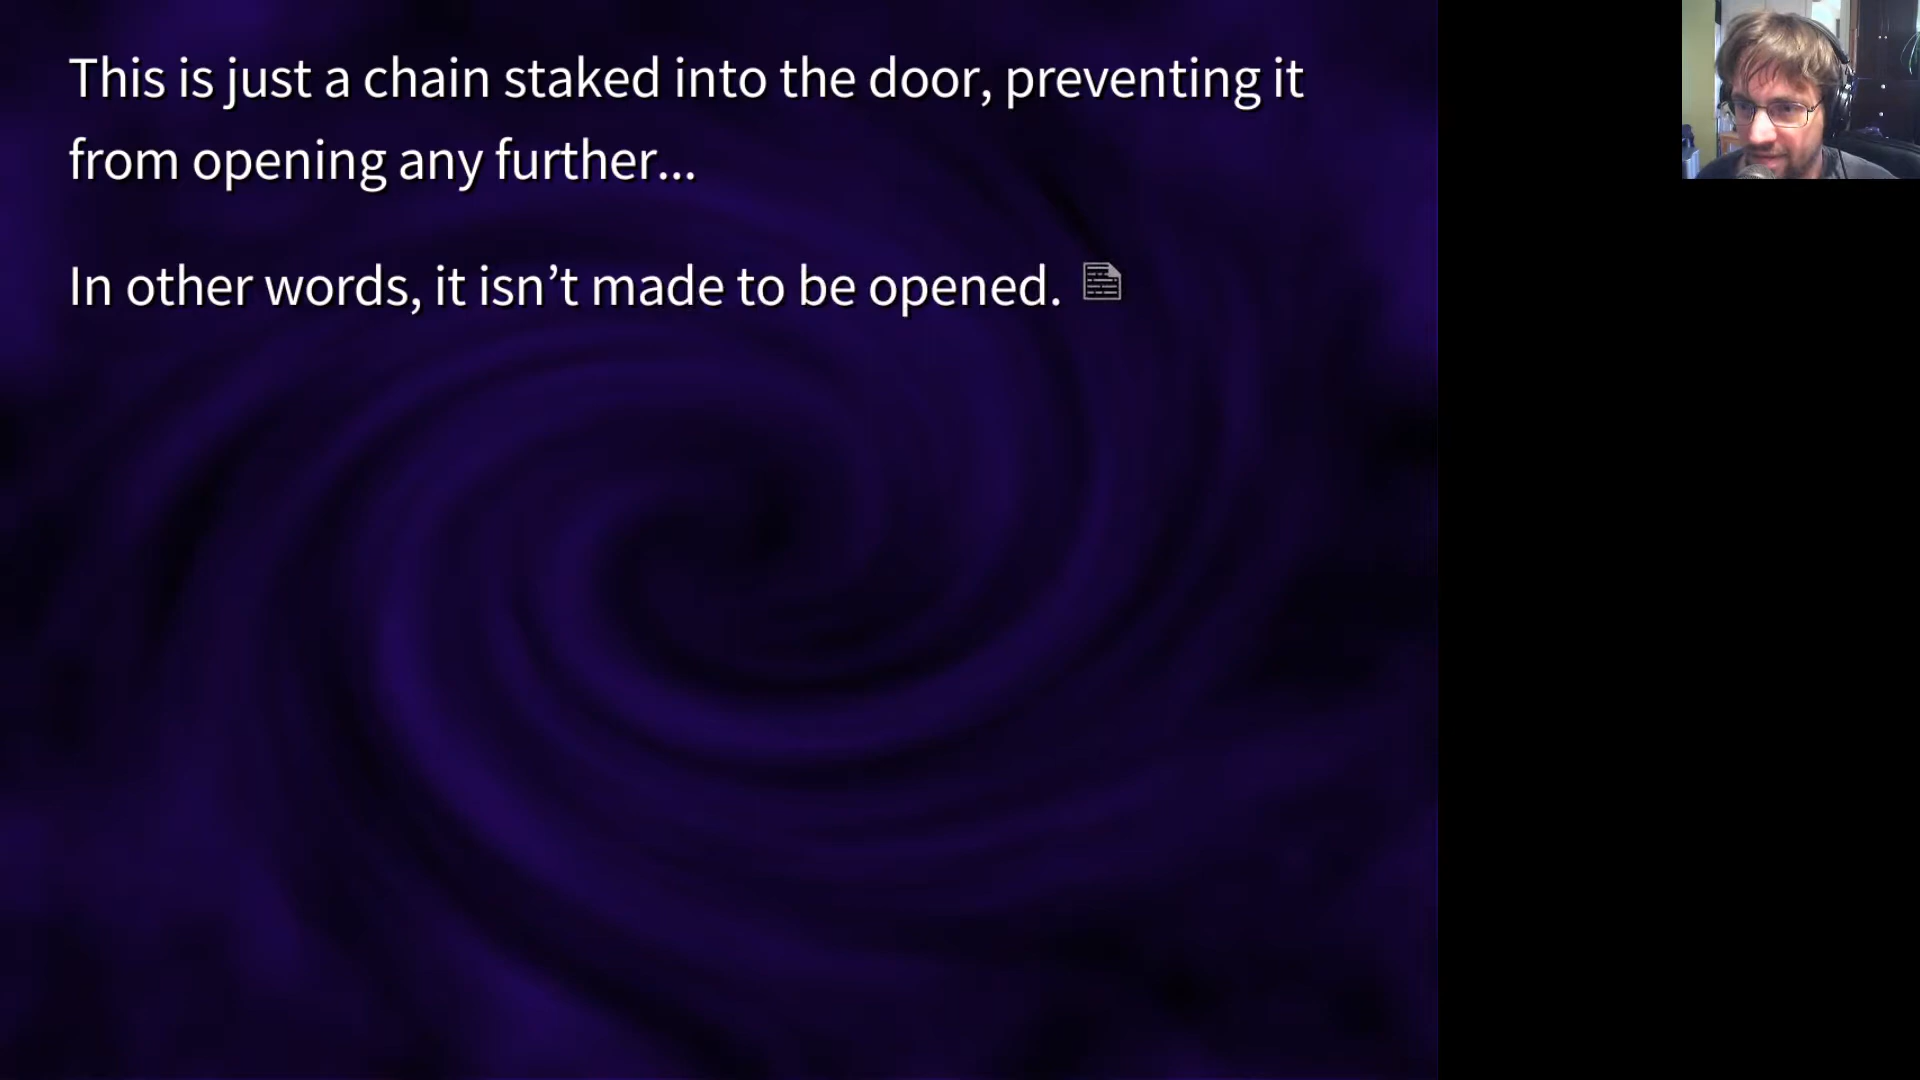 This is just a chain staked into the door, preventing it
from opening any further...
In other words, it isn’t made to be opened.